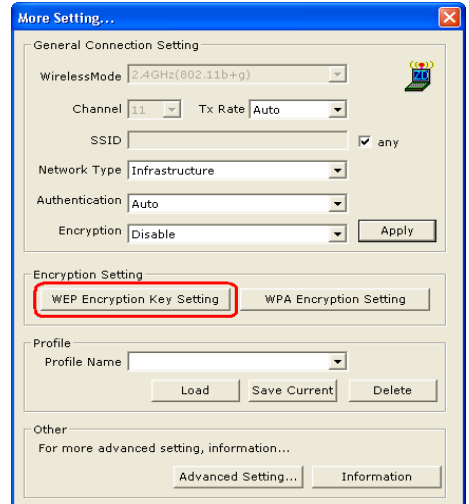 More Setting...
General Connection Setting
WirelessMode 2.4GHz(802.11b+g)
ZD
Channel 11 Tx Rate Auto
SSID any
Network Type Infrastructure
Authentication Auto
Encryption Disable Apply
Encryption Setting
WEP Encryption Key Setting WPA Encryption Setting
Profile
Profile Name
Load Save Current Delete
Other
For more advanced setting, information...
Advanced Setting... Information